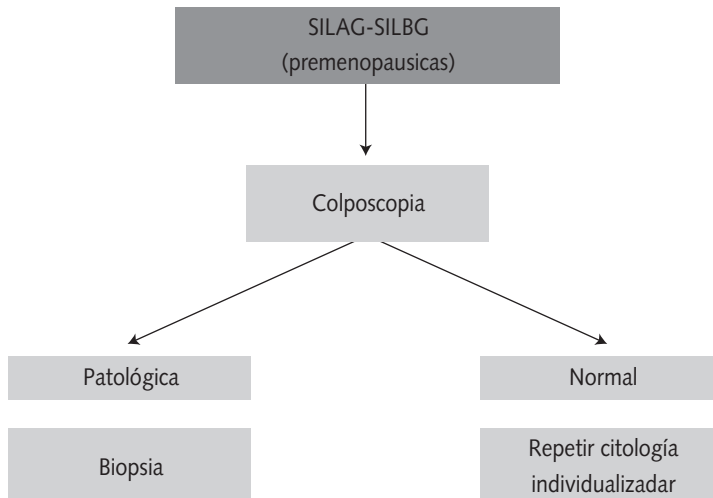 SILAG-SILBG
(premenopausicas)
Colposcopia
Patológica
Normal
Biopsia
Repetir citología
individualizadar